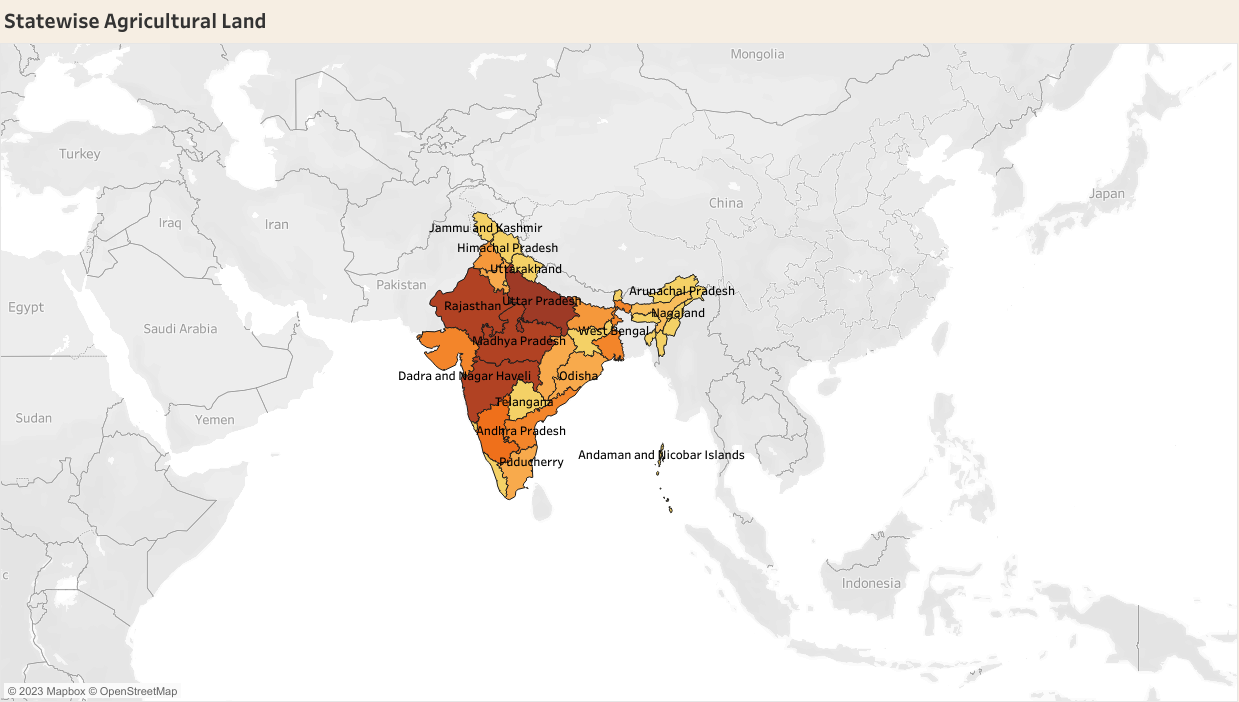 Statewise Agricultural Land
Mongolia
Turkey
China
Japan
Iraq
Iran
Jammu and Kashmir
Himachal Pradesh
Uttarakhand
Pakistan
Arunachal Pradesh
Egypt
Rajasthan
Uttar Pradesh
Nagaland
Saudi Arabia
West Bengal
Madhya Pradesh
Dadra and Nagar Haveli
Odisha
Telangana
Sudan
Yemen
Andhra Pradesh
Andaman and Nicobar Islands
Puducherry
c
Indonesia
© 2023 Mapbox © OpenStreetMap